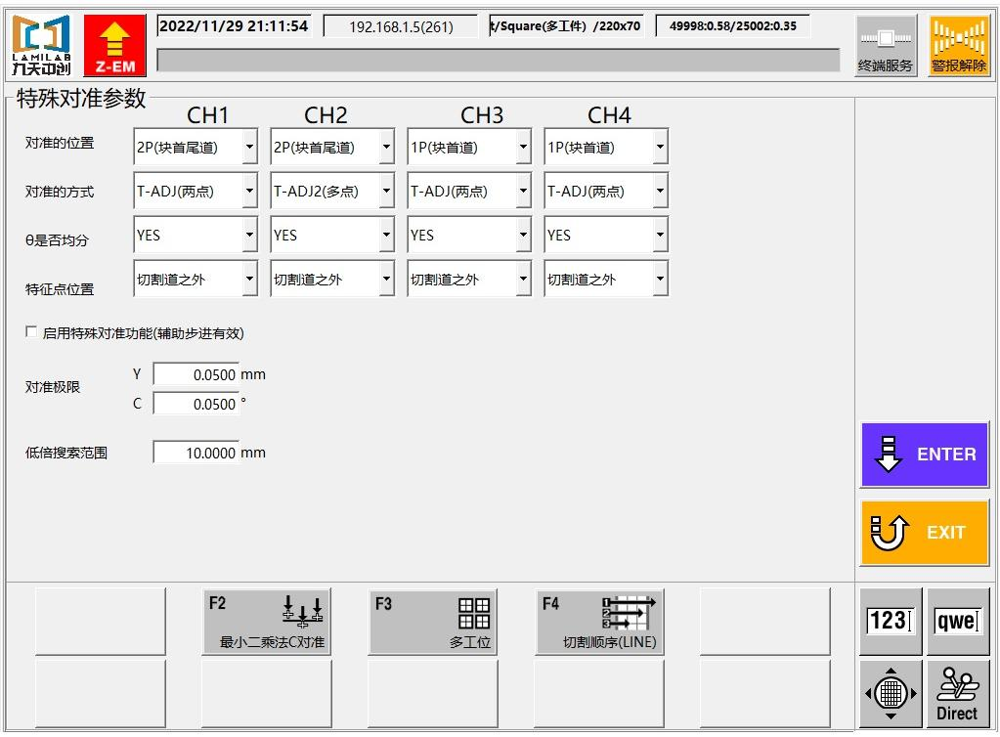 LAMILAB
九天中创
Z-EM
2022/11/29 21:11:54
192.168.1.5(261)
t/Square(多工件) /220x70
49998:0.58/25002:0.35
终端服务
警报解除
特殊对准参数
CH1 CH2 CH3 CH4
对准的位置 2P(块首尾道) 2P(块首尾道) 1P(块首道) 1P(块首道)
对准的方式 T-ADJ(两点) T-ADJ2(多点) T-ADJ(两点) T-ADJ(两点)
θ是否均分 YES YES YES YES
特征点位置 切割道之外 切割道之外 切割道之外 切割道之外
启用特殊对准功能(辅助步进有效)
对准极限 Y 0.0500 mm
C 0.0500 °
低倍搜索范围 10.0000 mm
ENTER
EXIT
F2
最小二乘法C对准
F3
多工位
F4
1
2
3
切割顺序(LINE)
123
qwe
Direct